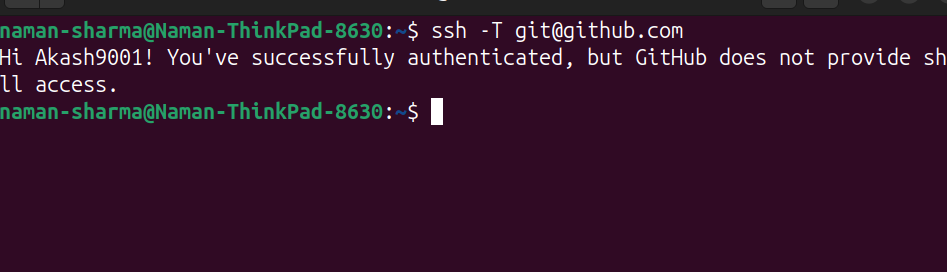 naman-sharma@Naman-ThinkPad-8630:~$ ssh -T git@github.com
Hi Akash9001! You've successfully authenticated, but GitHub does not provide sh
ll access.
naman-sharma@Naman-ThinkPad-8630:~$